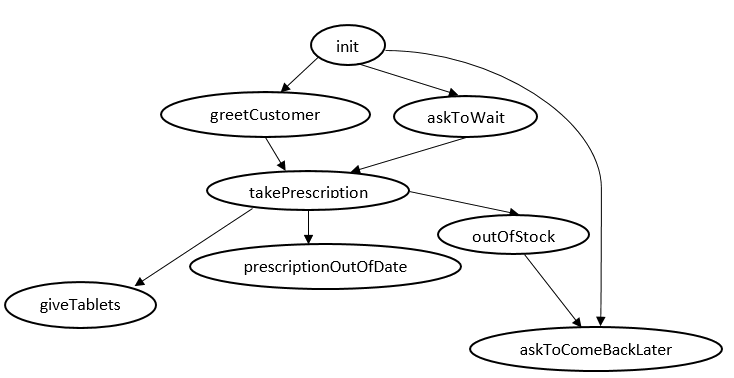 init
greetCustomer
askToWait
takePrescription
outOfStock
prescriptionOutOfDate
giveTablets
askToComeBackLater